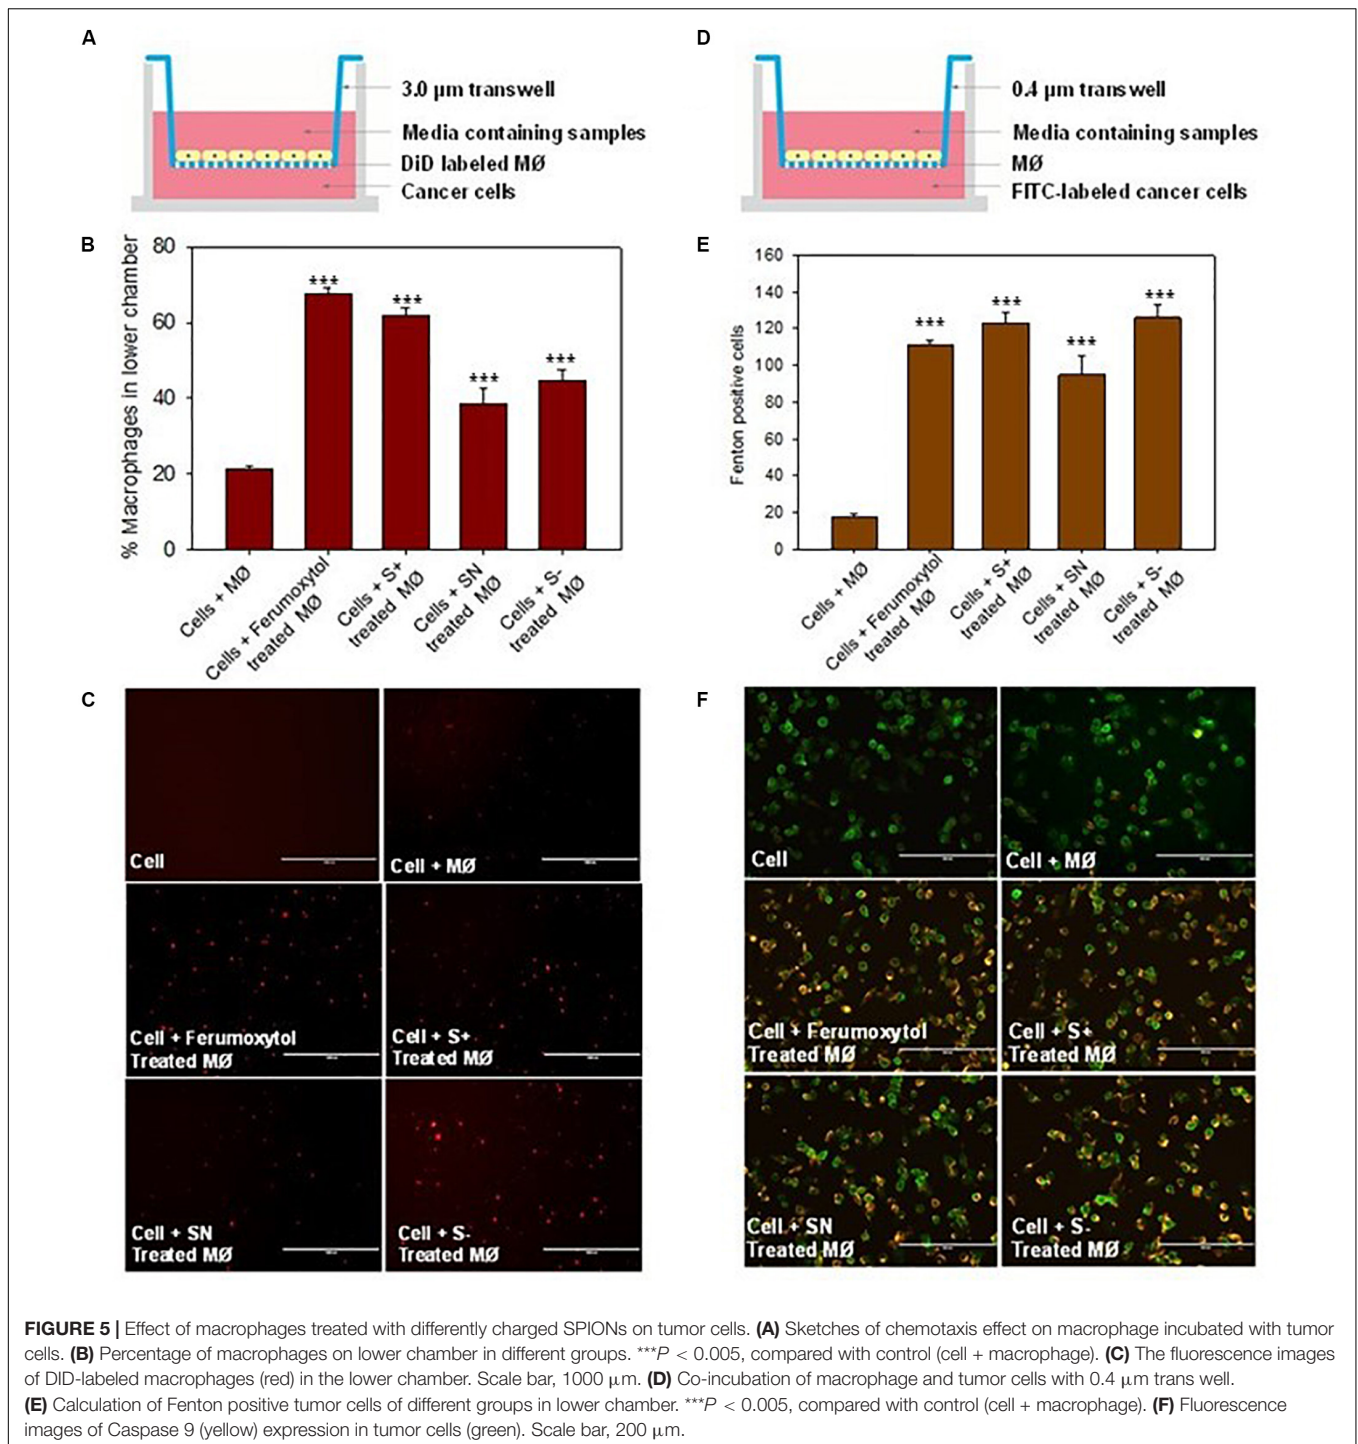 A
3.0 µm transwell
Media containing samples
DiD labeled MØ
Cancer cells
D
0.4 µm transwell
Media containing samples
MØ
FITC-labeled cancer cells
B
% Macrophages in lower chamber
80
60
40
20
0
***
***
***
***
Cells + MØ
Cells + Ferumoxytol
treated MØ
Cells + S+
treated MØ
Cells + SN
treated MØ
Cells + S-
treated MØ
E
Fenton positive cells
160
140
120
100
80
60
40
20
0
***
***
***
***
Cells + MØ
Cells + Ferumoxytol
treated MØ
Cells + S+
treated MØ
Cells + SN
treated MØ
Cells + S-
treated MØ
C
Cell
Cell + MØ
Cell + Ferumoxytol
Treated MØ
Cell + S+
Treated MØ
Cell + SN
Treated MØ
Cell + S-
Treated MØ
F
Cell
Cell + MØ
Cell + Ferumoxytol
Treated MØ
Cell + S+
Treated MØ
Cell + SN
Treated MØ
Cell + S-
Treated MØ
FIGURE 5 | Effect of macrophages treated with differently charged SPIONs on tumor cells. (A) Sketches of chemotaxis effect on macrophage incubated with tumor
cells. (B) Percentage of macrophages on lower chamber in different groups. ***P < 0.005, compared with control (cell + macrophage). (C) The fluorescence images
of DID-labeled macrophages (red) in the lower chamber. Scale bar, 1000 µm. (D) Co-incubation of macrophage and tumor cells with 0.4 µm trans well.
(E) Calculation of Fenton positive tumor cells of different groups in lower chamber. ***P < 0.005, compared with control (cell + macrophage). (F) Fluorescence
images of Caspase 9 (yellow) expression in tumor cells (green). Scale bar, 200 µm.